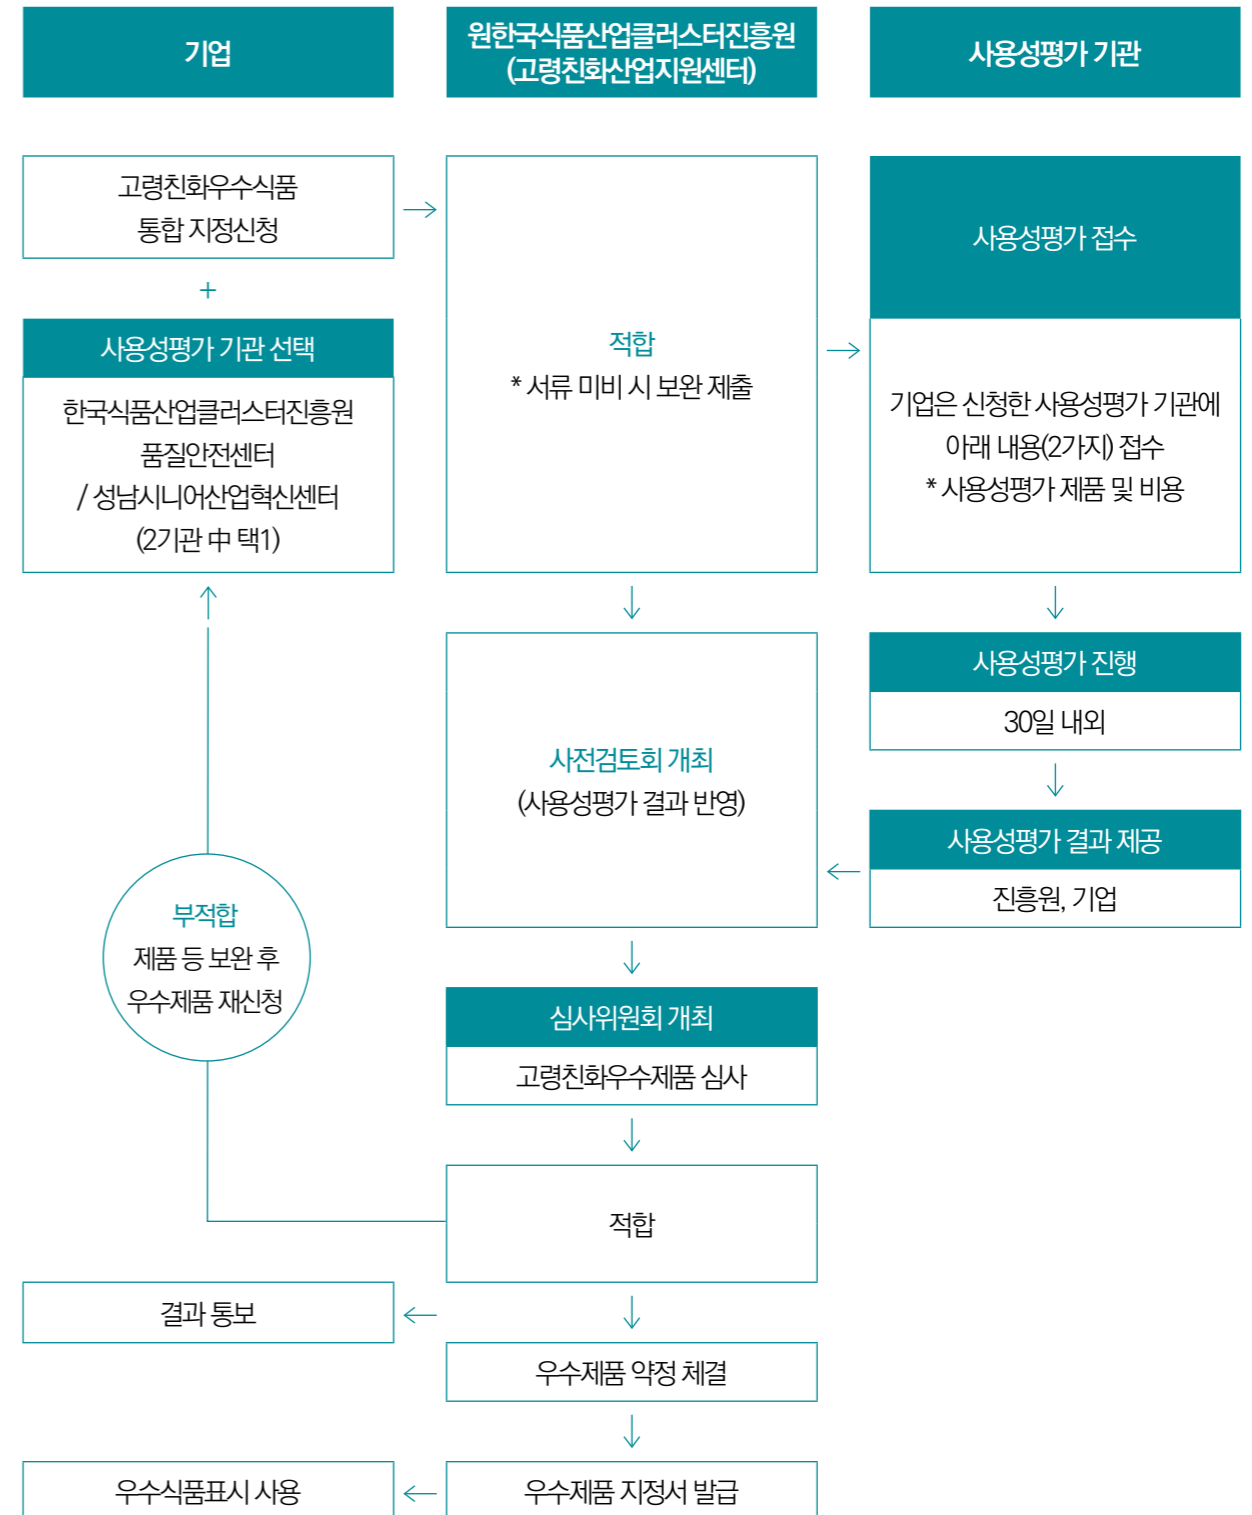 기업
원한국식품산업클러스터진흥원
(고령친화산업지원센터)
사용성평가 기관
고령친화우수식품
통합 지정신청
+
사용성평가 기관 선택
한국식품산업클러스터진흥원
품질안전센터
/ 성남시니어산업혁신센터
(2기관 中 택1)
적합
* 서류 미비 시 보완 제출
사용성평가 접수
기업은 신청한 사용성평가 기관에
아래 내용(2가지) 접수
* 사용성평가 제품 및 비용
사전검토회 개최
(사용성평가 결과 반영)
사용성평가 진행
30일 내외
사용성평가 결과 제공
진흥원, 기업
부적합
제품 등 보완 후
우수제품 재신청
심사위원회 개최
고령친화우수제품 심사
적합
결과 통보
우수제품 약정 체결
우수식품표시 사용
우수제품 지정서 발급